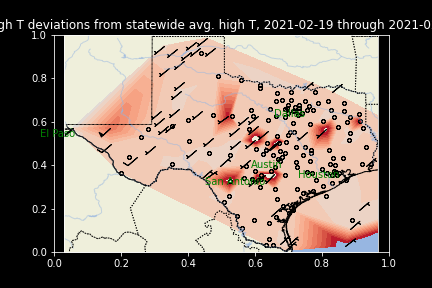 gh T deviations from statewide avg. high T, 2021-02-19 through 2021-0
1.0
0.8
0.6
0.4
0.2
0.0
Dallas
El Paso
Austin
Houston
San Antonio
0.0 0.2 0.4 0.6 0.8 1.0